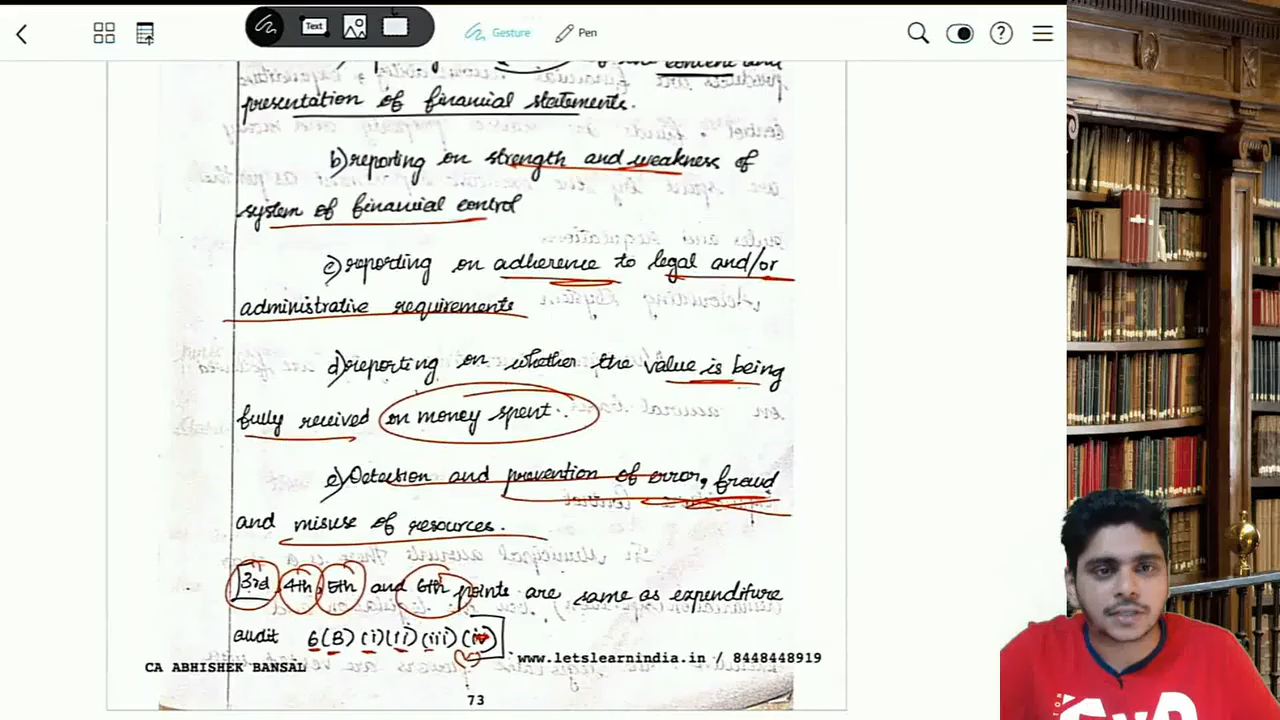 Text
Gesture
Pen
content and
presentation of financial statements.
b) reporting on strength and weakness of
system of financial control
c) reporting on adherence to legal and/or
administrative requirements
d) reporting on whether the value is being
fully received on money spent.
e) Detection and prevention of error, fraud
and misuse of resources.
3rd, 4th, 5th and 6th points are same as expenditure
audit 6(B) (i) (ii) (iii) (iv)
CA ABHISHEK BANSAL
www.letslearnindia.in / 8448448919
73